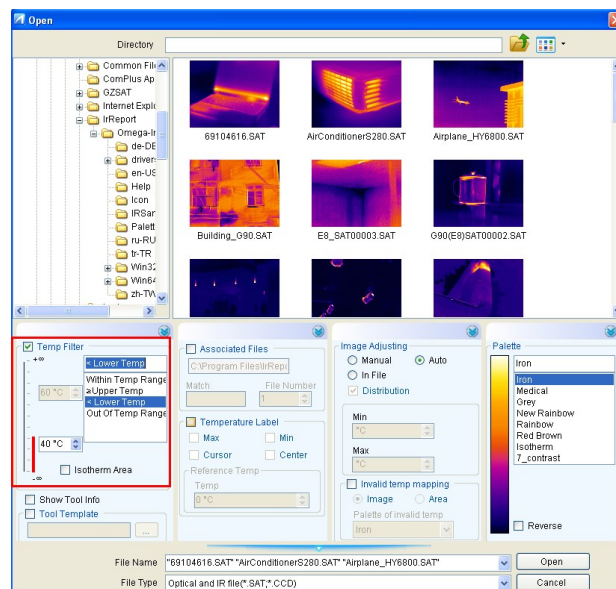 Open
Directory
Common File
ComPlus Ap
GZSAT
Internet Explo
IrReport
Omega-Ir
de-DE
driver
en-US
Help
Icon
IRSar
Palett
ru-RU
tr-TR
Win32
Win64
zh-TW
69104616.SAT
AirConditionerS280.SAT
Airplane_HY6800.SAT
Building_G90.SAT
E8_SAT00003.SAT
G90(E8)SAT00002.SAT
Temp Filter
+∞
< Lower Temp
Within Temp Range
≥Upper Temp
< Lower Temp
Out Of Temp Range
60 °C
40 °C
-∞
Isotherm Area
Show Tool Info
Tool Template
...
Associated Files
C:\Program Files\IrRepo
Match
File Number
1
Temperature Label
Max
Min
Cursor
Center
Reference Temp
Temp
0 °C
Image Adjusting
Manual
Auto
In File
Distribution
Min
°C
Max
°C
Invalid temp mapping
Image
Area
Palette of invalid temp
Iron
Palette
Iron
Iron
Medical
Grey
New Rainbow
Rainbow
Red Brown
Isotherm
7_contrast
Reverse
File Name
"69104616.SAT" "AirConditionerS280.SAT" "Airplane_HY6800.SAT"
Open
File Type
Optical and IR file(*.SAT;*.CCD)
Cancel